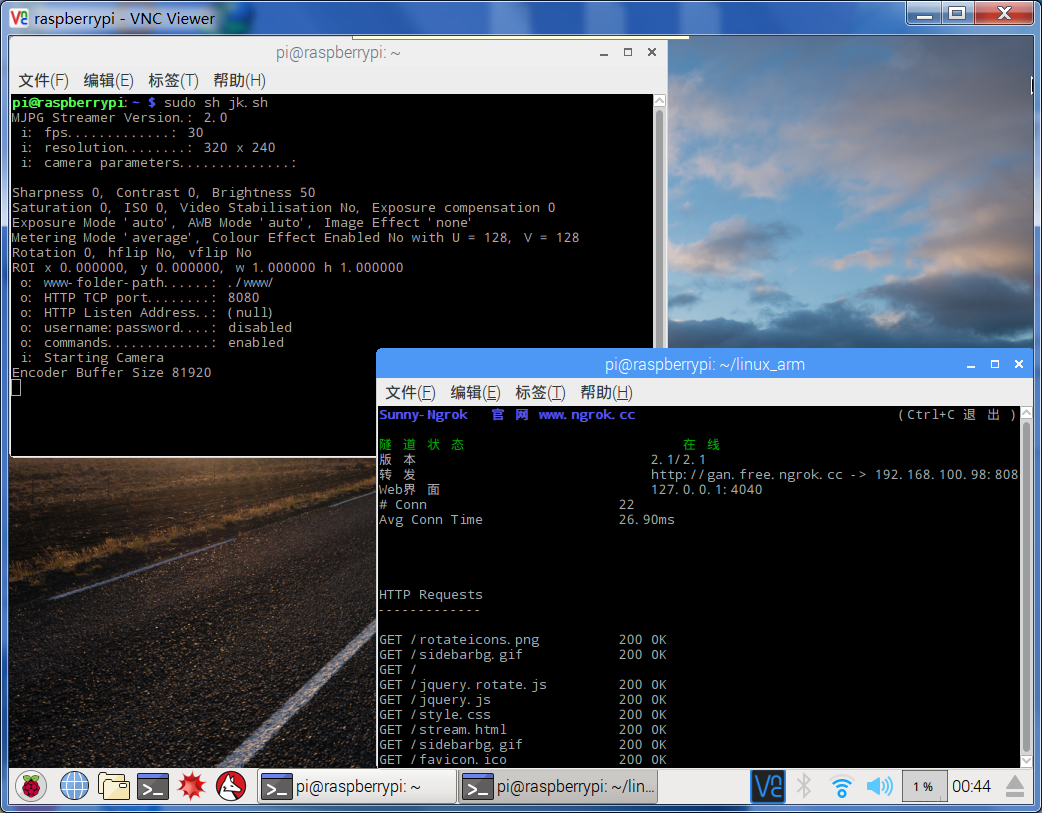 raspberrypi - VNC Viewer
pi@raspberrypi: ~
文件(F) 编辑(E) 标签(T) 帮助(H)
pi@raspberrypi: ~ $ sudo sh jk.sh
MJPG Streamer Version.: 2.0
i: fps.............: 30
i: resolution........: 320 x 240
i: camera parameters..............:
Sharpness 0, Contrast 0, Brightness 50
Saturation 0, ISO 0, Video Stabilisation No, Exposure compensation 0
Exposure Mode 'auto', AWB Mode 'auto', Image Effect 'none'
Metering Mode 'average', Colour Effect Enabled No with U = 128, V = 128
Rotation 0, hflip No, vflip No
ROI x 0.000000, y 0.000000, w 1.000000 h 1.000000
o: www-folder-path......: ./www/
o: HTTP TCP port........: 8080
o: HTTP Listen Address..: (null)
o: username:password....: disabled
o: commands.............: enabled
i: Starting Camera
Encoder Buffer Size 81920
pi@raspberrypi: ~/linux_arm
文件(F) 编辑(E) 标签(T) 帮助(H)
Sunny-Ngrok 官网 www.ngrok.cc (Ctrl+C 退出)
隧道状态 在线
版本 2.1/2.1
转发 http://gan.free.ngrok.cc -> 192.168.100.98:808
Web界面 127.0.0.1:4040
# Conn 22
Avg Conn Time 26.90ms
HTTP Requests
-------------
GET /rotateicons.png 200 OK
GET /sidebarbg.gif 200 OK
GET /
GET /jquery.rotate.js 200 OK
GET /jquery.js 200 OK
GET /style.css 200 OK
GET /stream.html 200 OK
GET /sidebarbg.gif 200 OK
GET /favicon.ico 200 OK
pi@raspberrypi: ~ pi@raspberrypi: ~/lin... 1 % 00:44